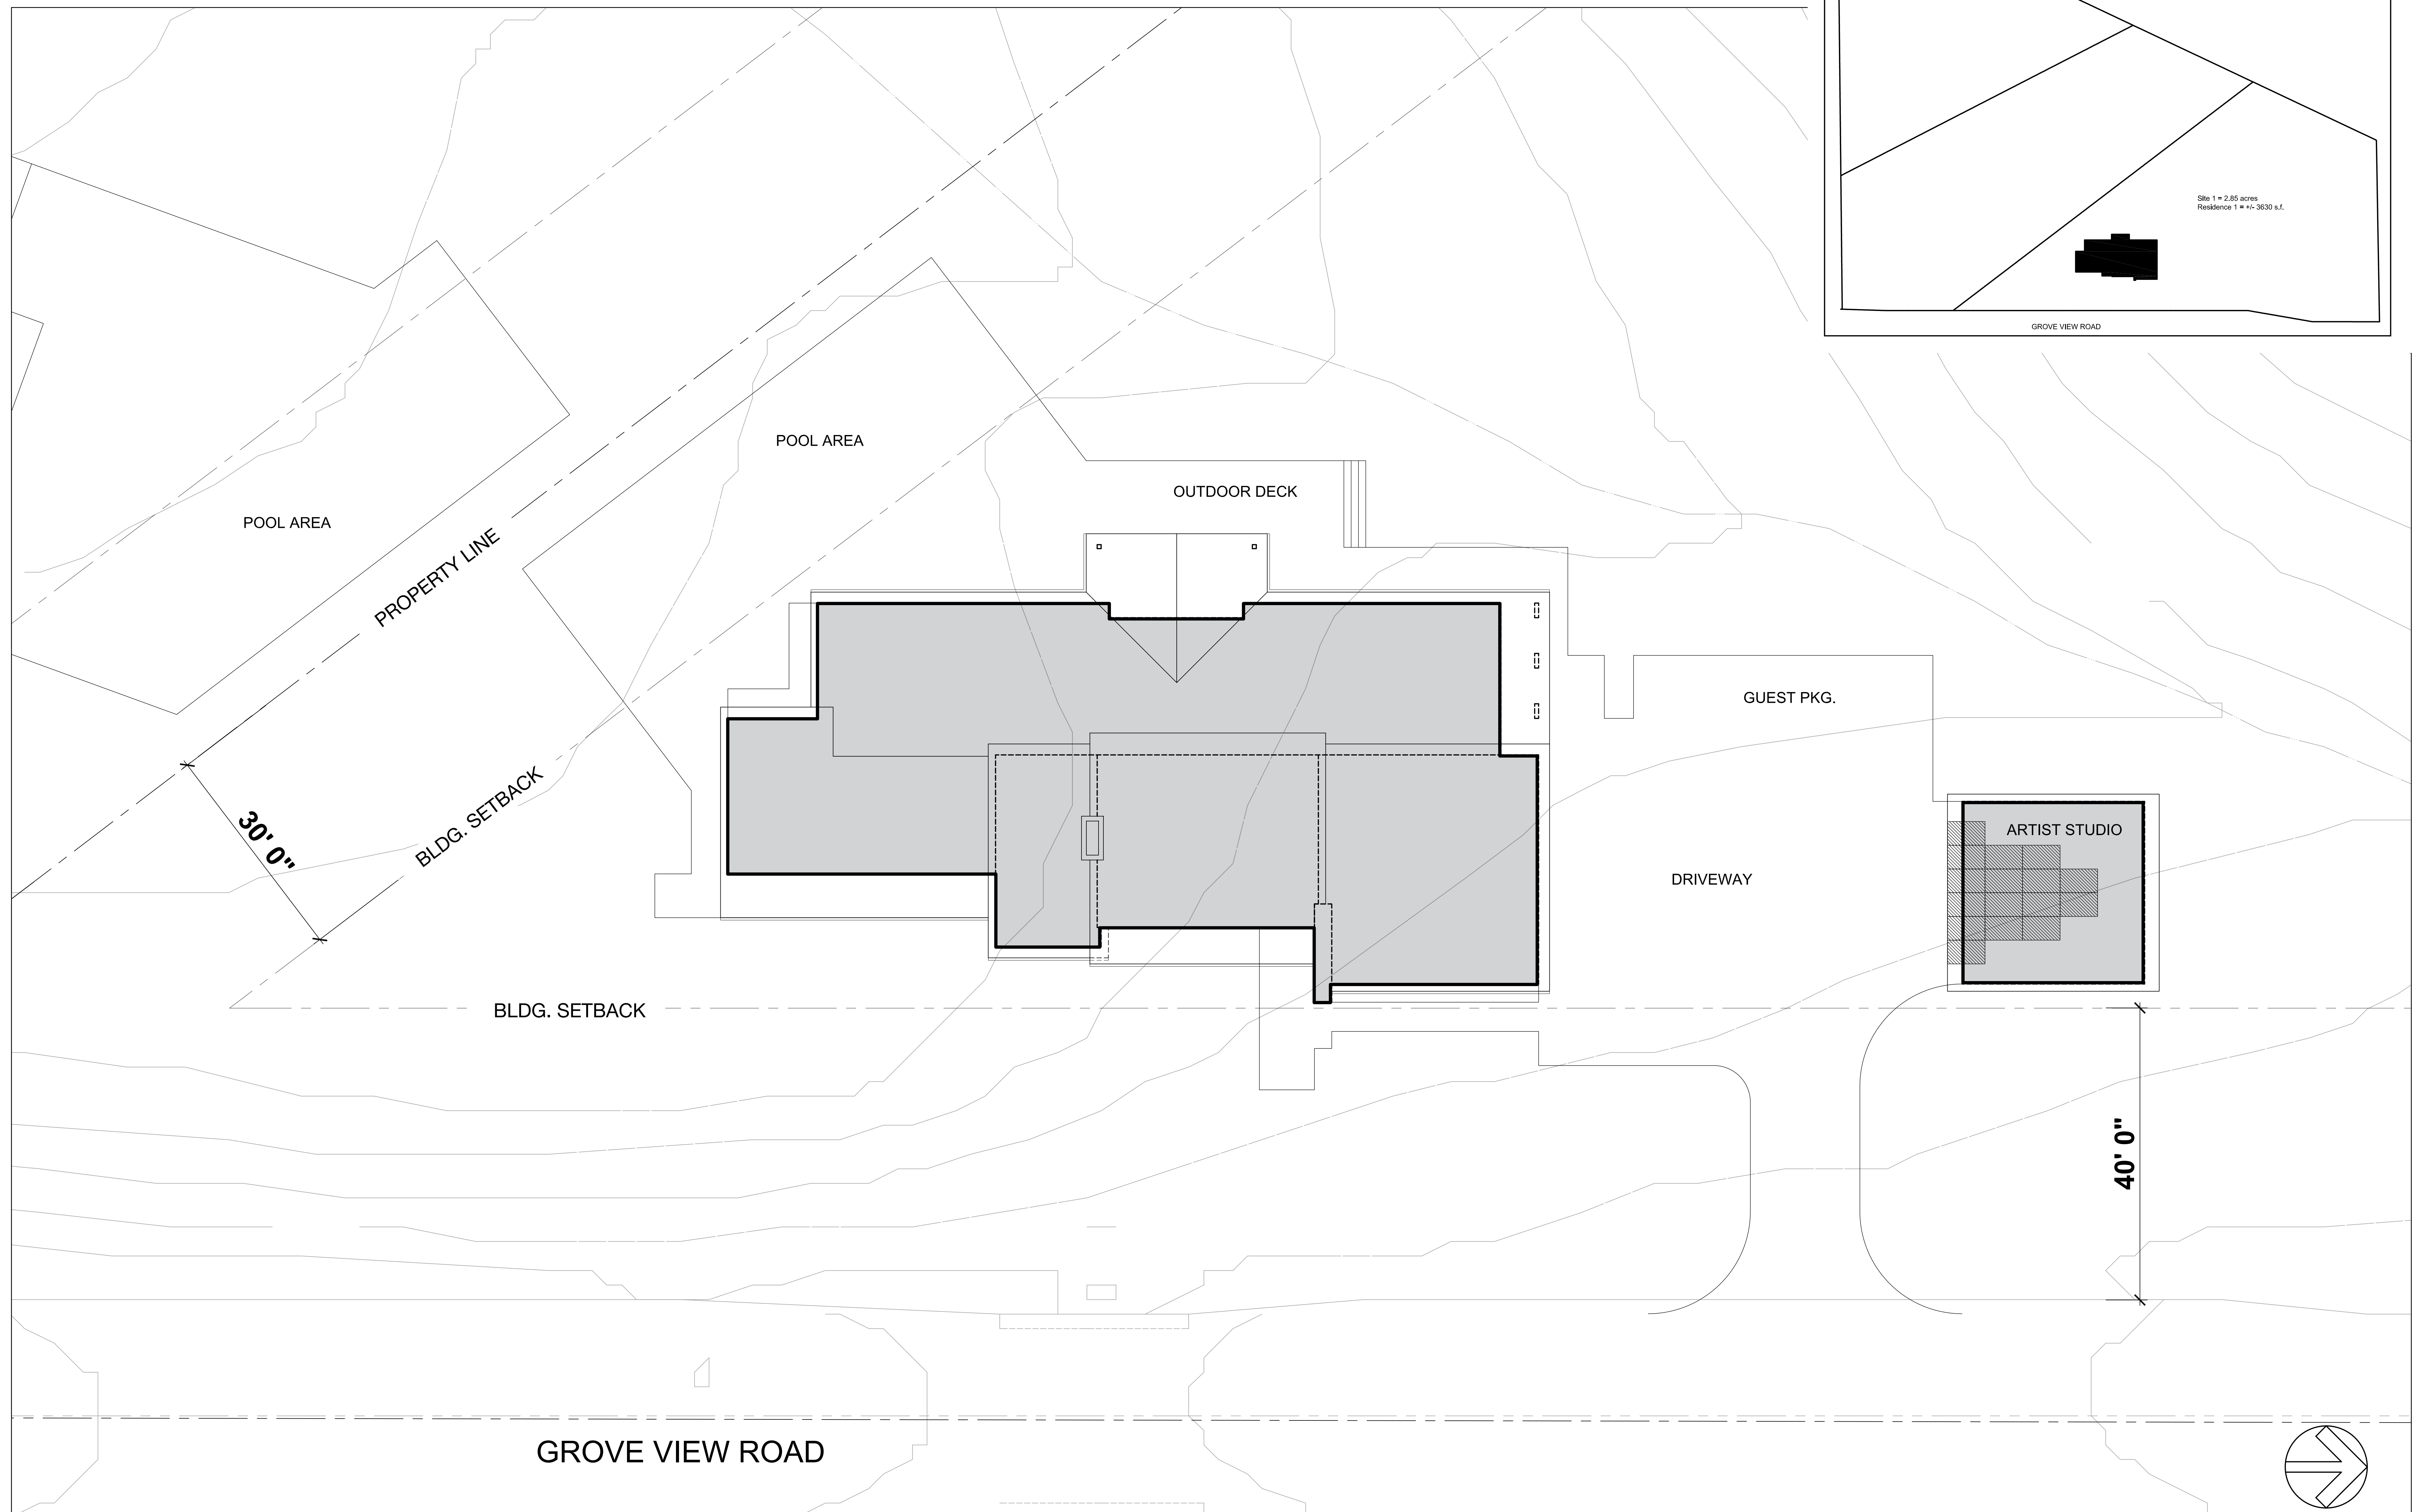 Site 1 = 2.85 acres
Residence 1 = +/- 3630 s.f.
GROVE VIEW ROAD
POOL AREA
OUTDOOR DECK
POOL AREA
PROPERTY LINE
GUEST PKG.
30' 0"
BLDG. SETBACK
ARTIST STUDIO
DRIVEWAY
BLDG. SETBACK
40' 0"
GROVE VIEW ROAD